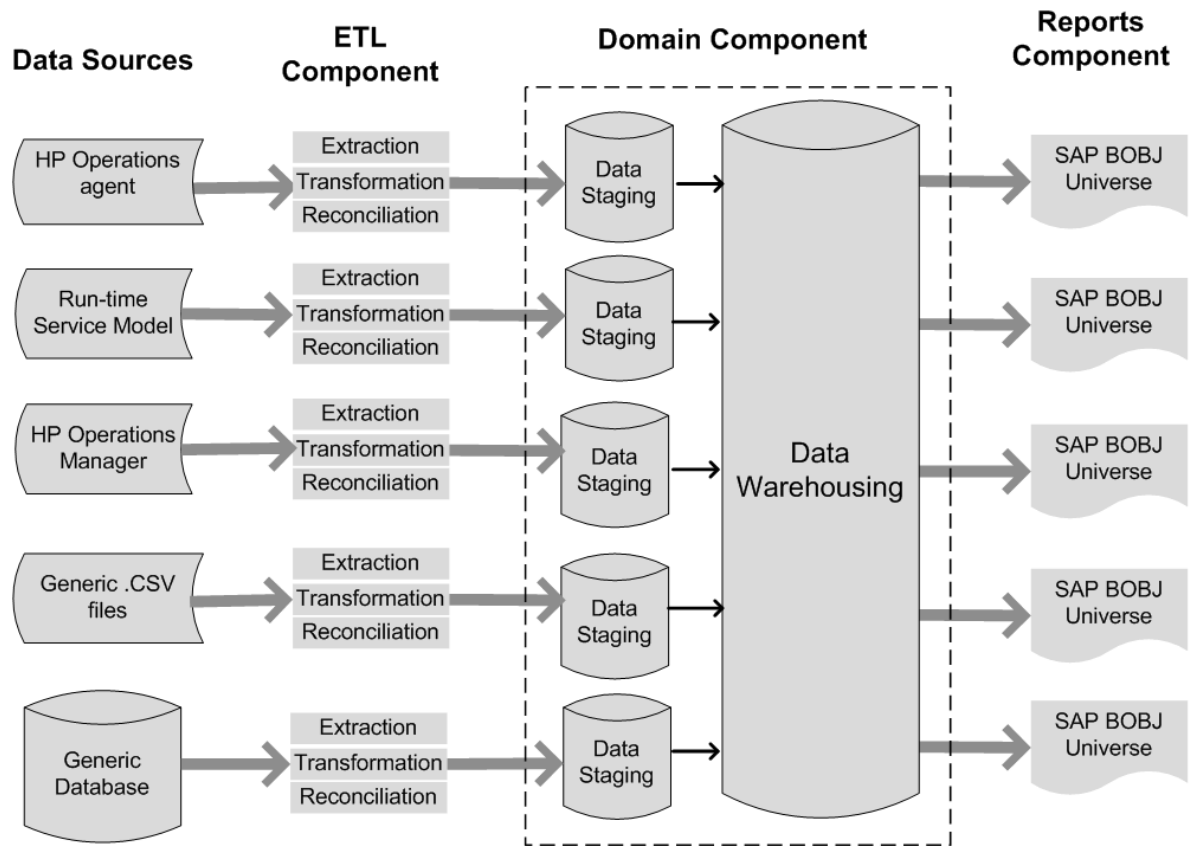 Data Sources
ETL
Component
Domain Component
Reports
Component
HP Operations
agent
Extraction
Transformation
Reconciliation
Data
Staging
SAP BOBJ
Universe
Run-time
Service Model
Extraction
Transformation
Reconciliation
Data
Staging
SAP BOBJ
Universe
HP Operations
Manager
Extraction
Transformation
Reconciliation
Data
Staging
Data
Warehousing
SAP BOBJ
Universe
Generic .CSV
files
Extraction
Transformation
Reconciliation
Data
Staging
SAP BOBJ
Universe
Generic
Database
Extraction
Transformation
Reconciliation
Data
Staging
SAP BOBJ
Universe